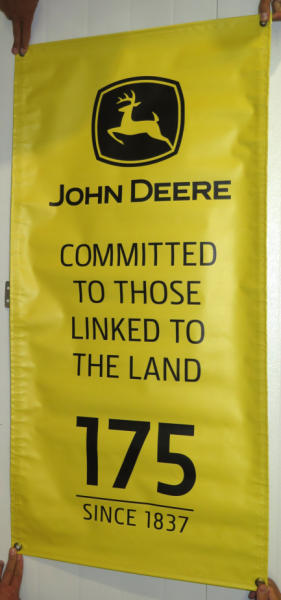 JOHN DEERE
COMMITTED
TO THOSE
LINKED TO
THE LAND
175
SINCE 1837